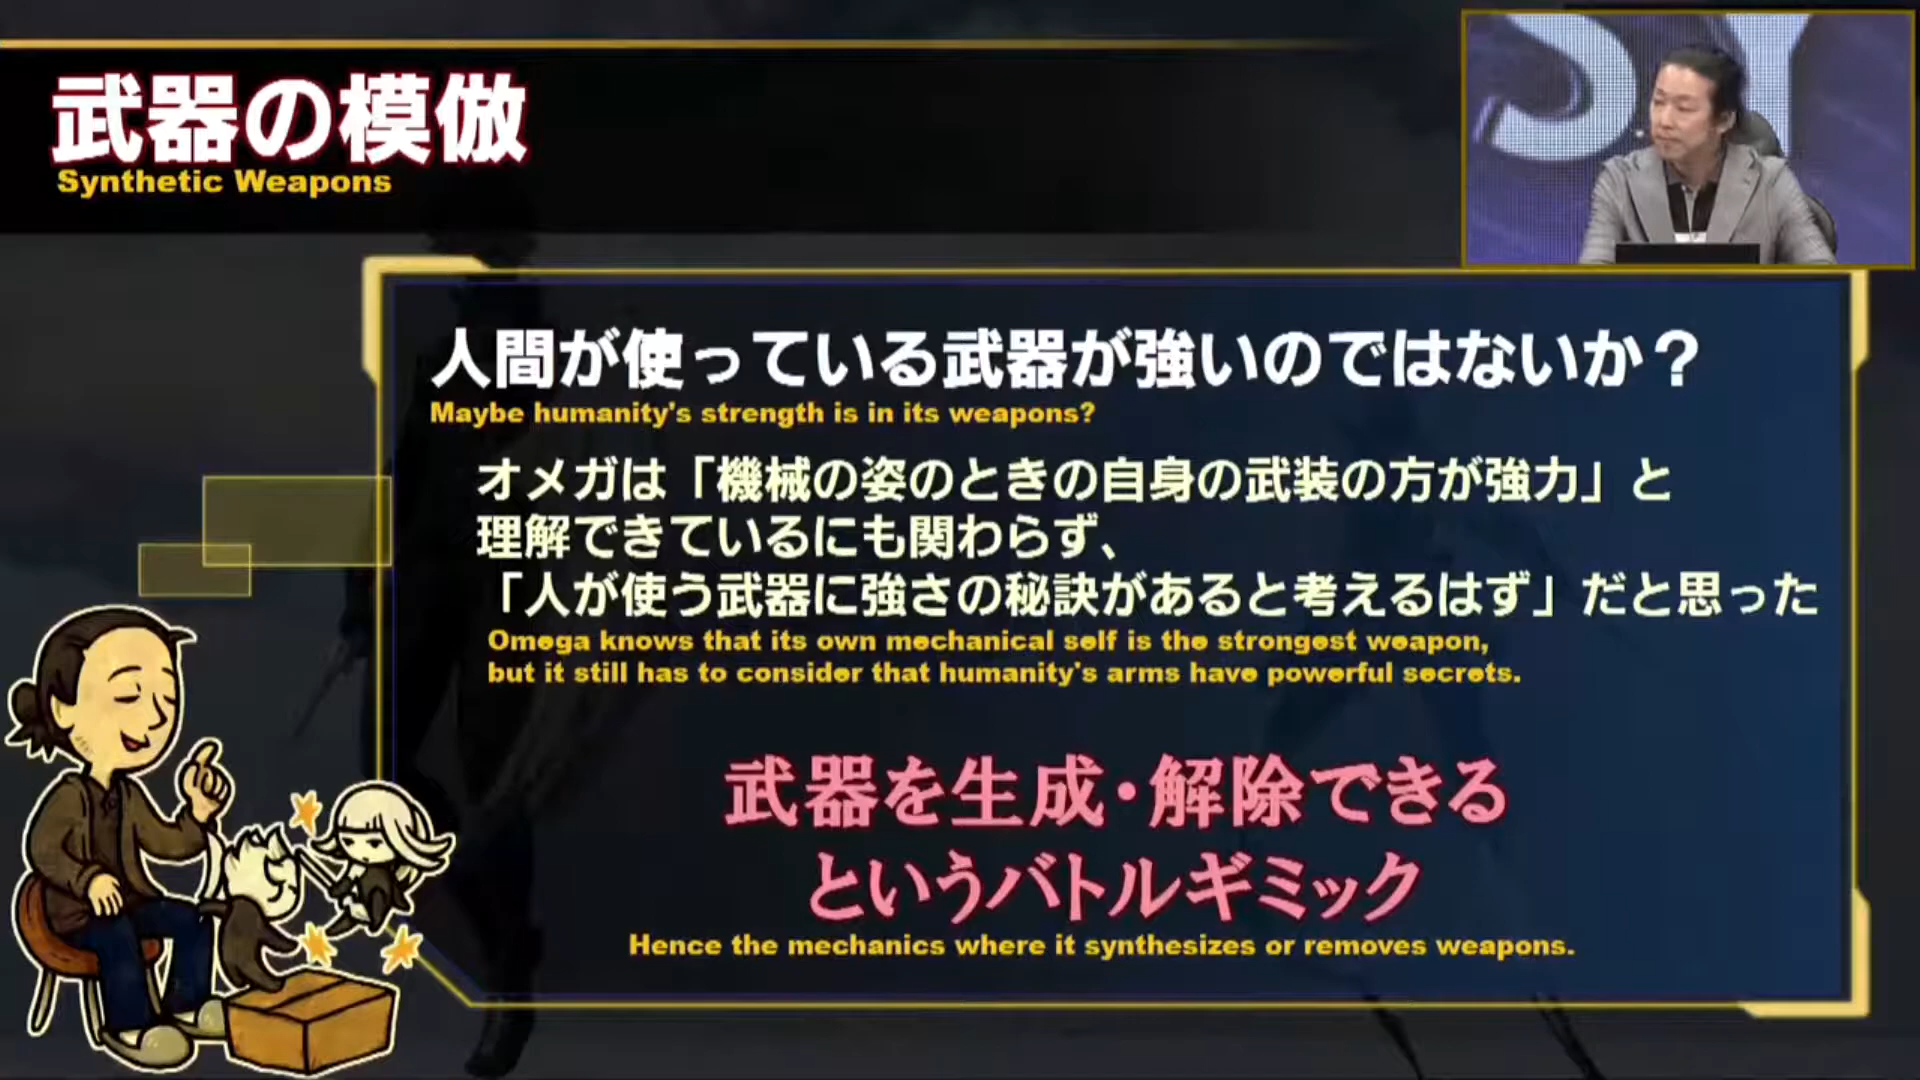 武器の模倣
Synthetic Weapons
SY
人間が使っている武器が強いのではないか？
Maybe humanity's strength is in its weapons?
オメガは「機械の姿のときの自身の武装の方が強力」と
理解できているにも関わらず、
「人が使う武器に強さの秘訣があると考えるはず」だと思った
Omega knows that its own mechanical self is the strongest weapon,
but it still has to consider that humanity's arms have powerful secrets.
武器を生成・解除できる
というバトルギミック
Hence the mechanics where it synthesizes or removes weapons.